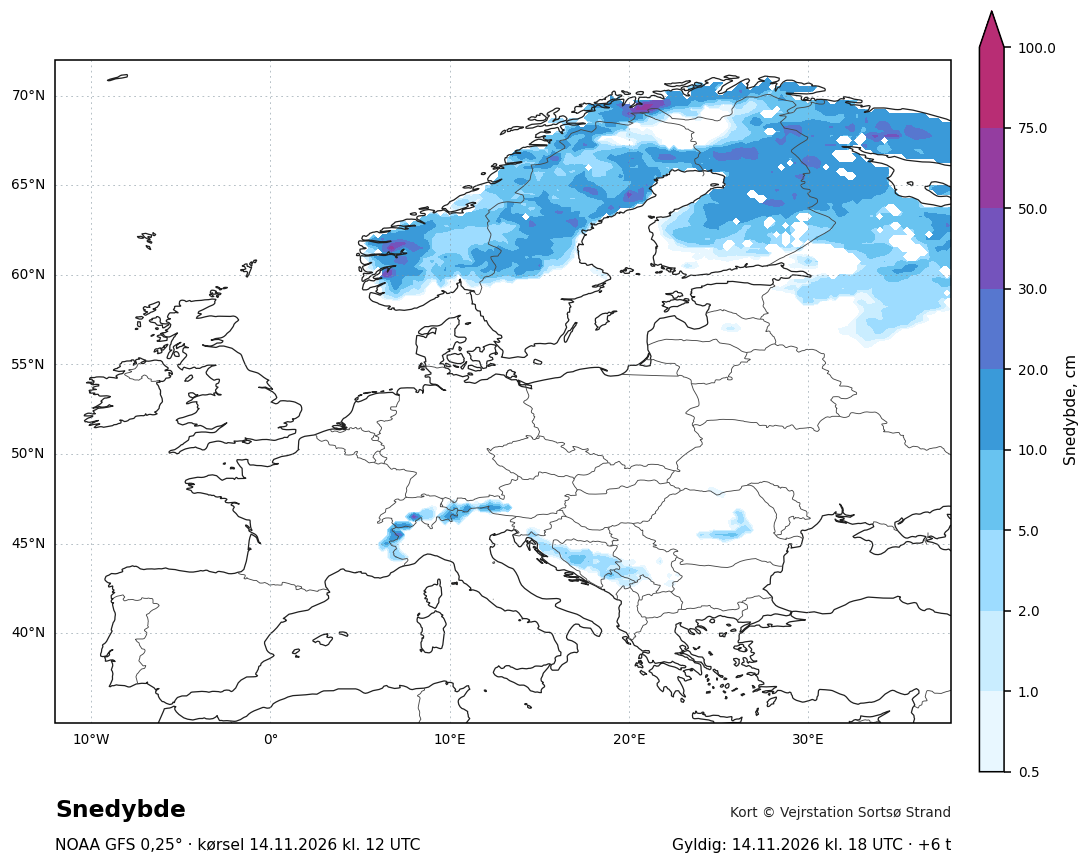 100.0
75.0
50.0
30.0
20.0
10.0
5.0
2.0
1.0
0.5
Snedybde, cm
70°N
65°N
60°N
55°N
50°N
45°N
40°N
10°W 0° 10°E 20°E 30°E
Snedybde
Kort © Vejrstation Sortsø Strand
NOAA GFS 0,25° · kørsel 14.11.2026 kl. 12 UTC
Gyldig: 14.11.2026 kl. 18 UTC · +6 t